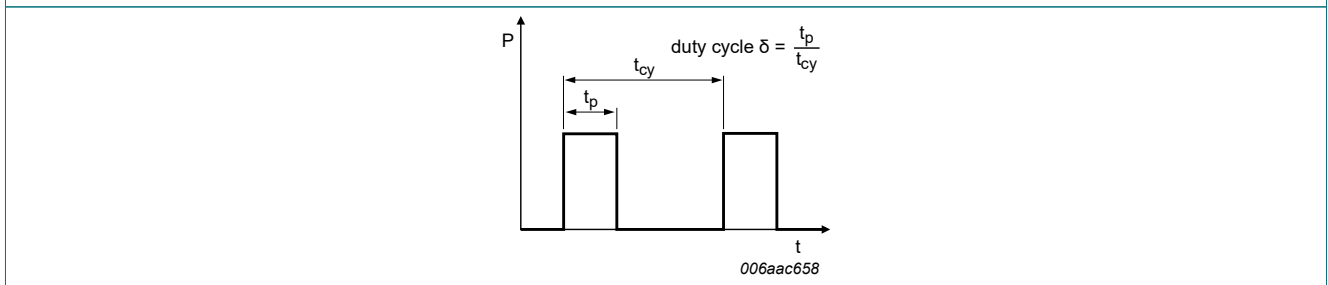 P
duty cycle δ = tp
tcy
tcy
tp
t
006aac658